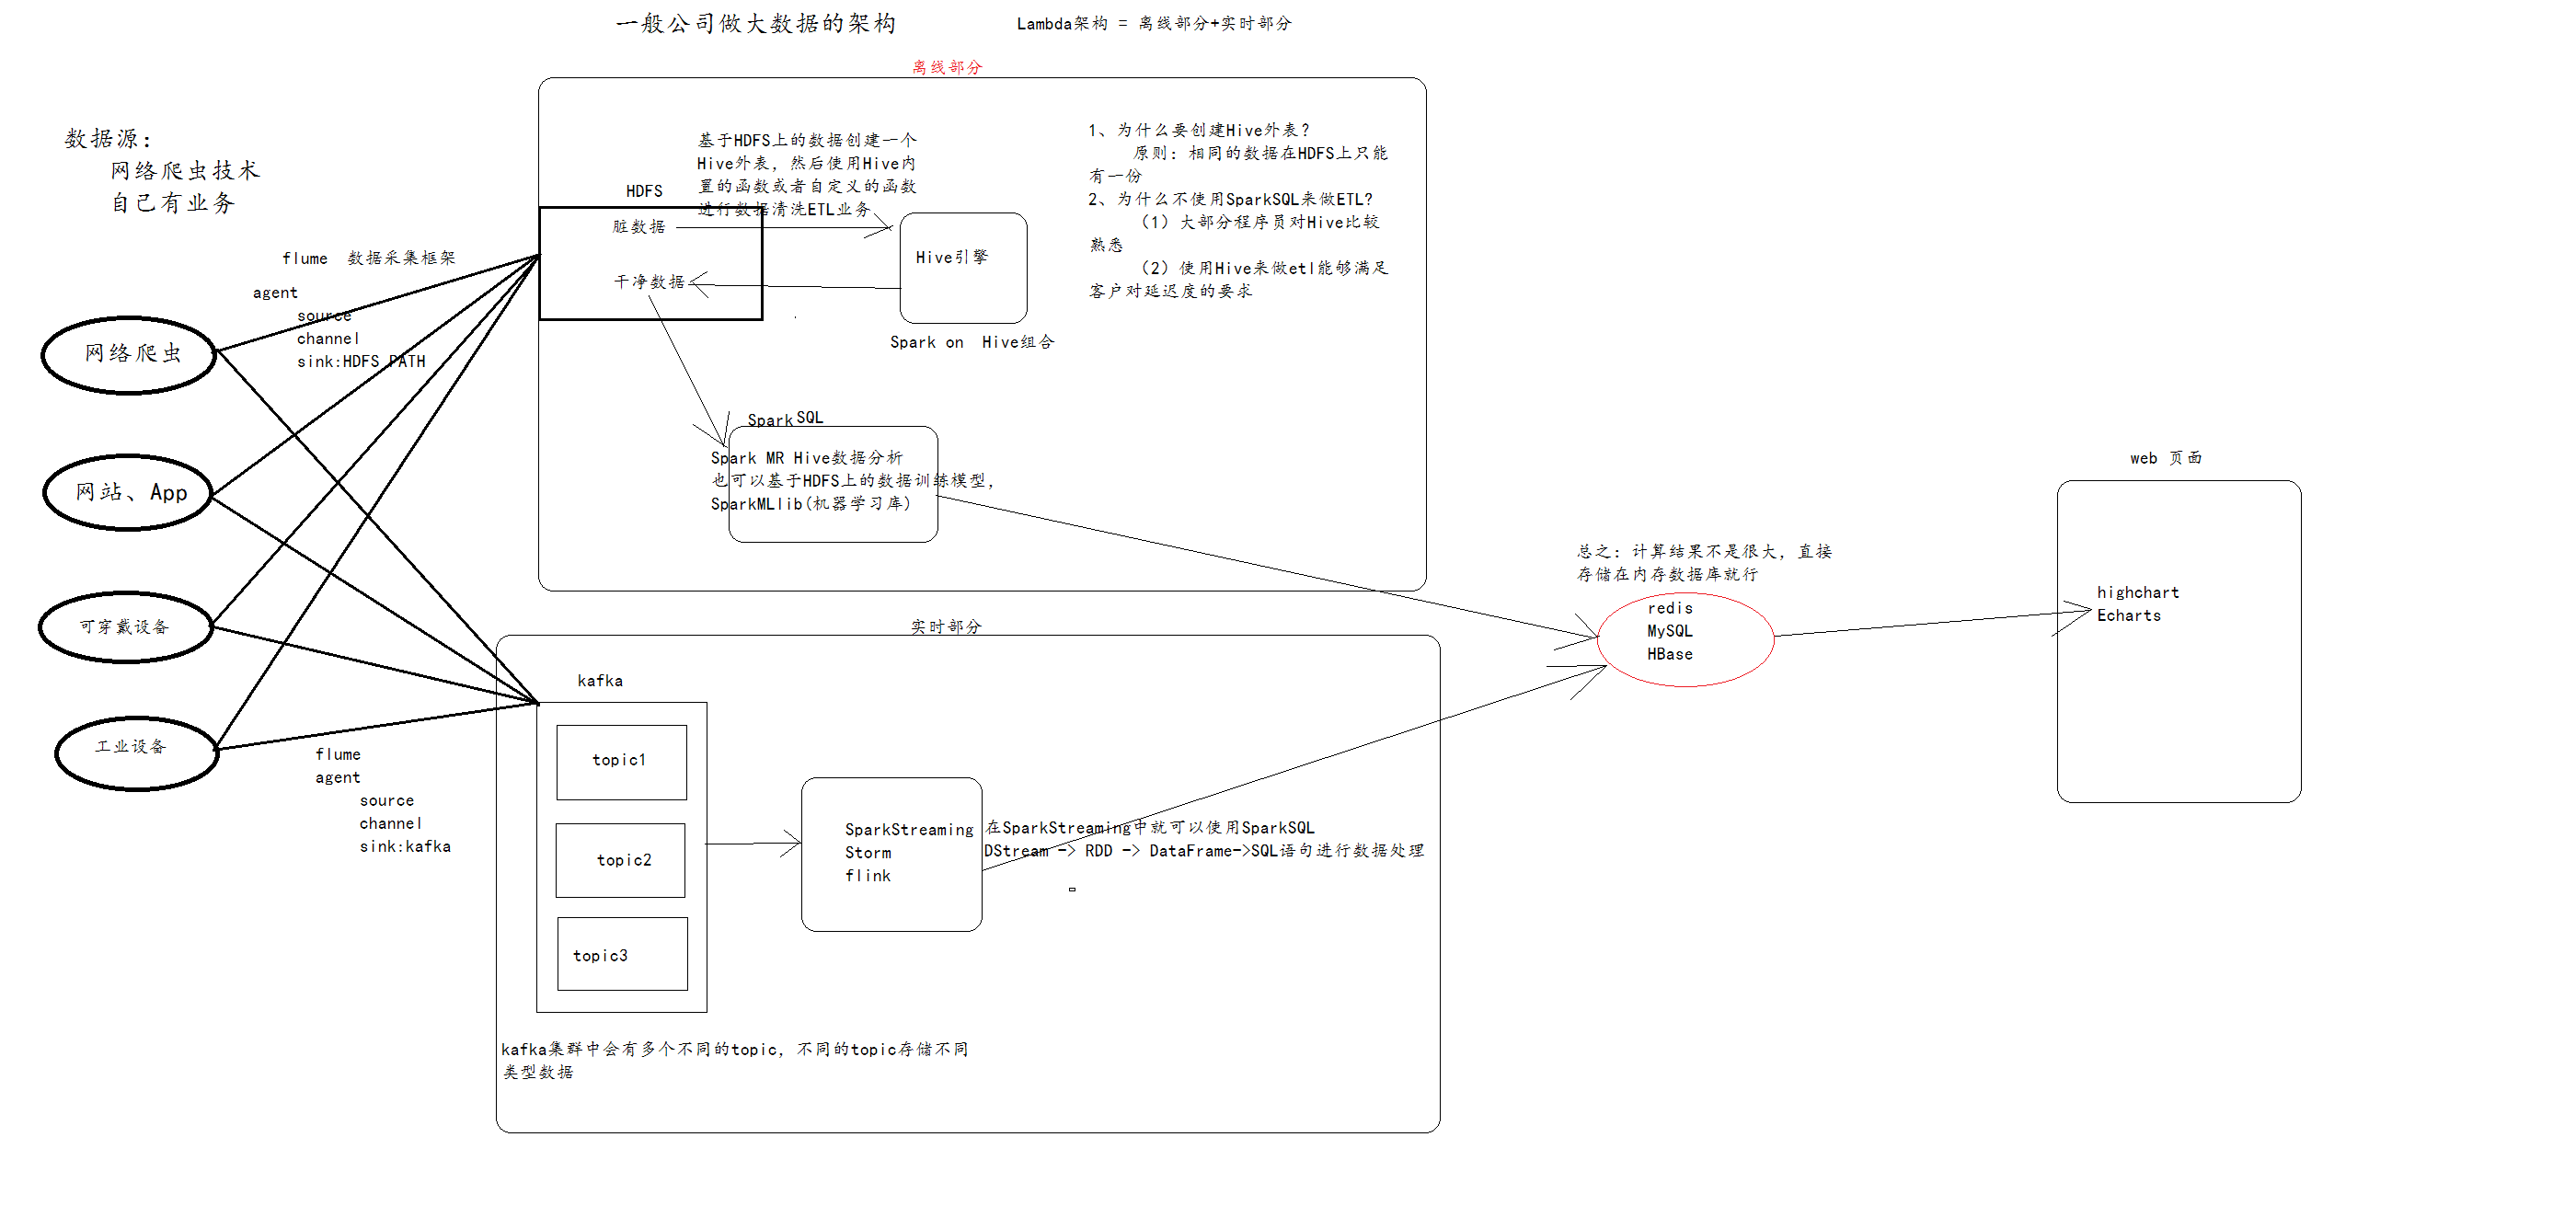 一般公司做大数据的架构
Lambda架构 = 离线部分+实时部分
离线部分
数据源:
网络爬虫技术
自己有业务
flume 数据采集框架
agent
source
channel
sink:HDFS PATH
网络爬虫
网站、App
可穿戴设备
工业设备
flume
agent
source
channel
sink:kafka
基于HDFS上的数据创建一个
Hive外表, 然后使用Hive内
置的函数或者自定义的函数
进行数据清洗ETL业务
HDFS
脏数据
干净数据
Hive引擎
Spark on Hive组合
1、为什么要创建Hive外表?
原则: 相同的数据在HDFS上只能
有一份
2、为什么不使用SparkSQL来做ETL?
(1) 大部分程序员对Hive比较
熟悉
(2) 使用Hive来做etl能够满足
客户对延迟度的要求
Spark SQL
Spark MR Hive数据分析
也可以基于HDFS上的数据训练模型,
SparkMLlib(机器学习库)
实时部分
kafka
topic1
topic2
topic3
SparkStreaming
Storm
flink
在SparkStreaming中就可以使用SparkSQL
DStream -> RDD -> DataFrame->SQL语句进行数据处理
kafka集群中会有多个不同的topic, 不同的topic存储不同
类型数据
总之: 计算结果不是很大, 直接
存储在内存数据库就行
redis
MySQL
HBase
web 页面
highchart
Echarts